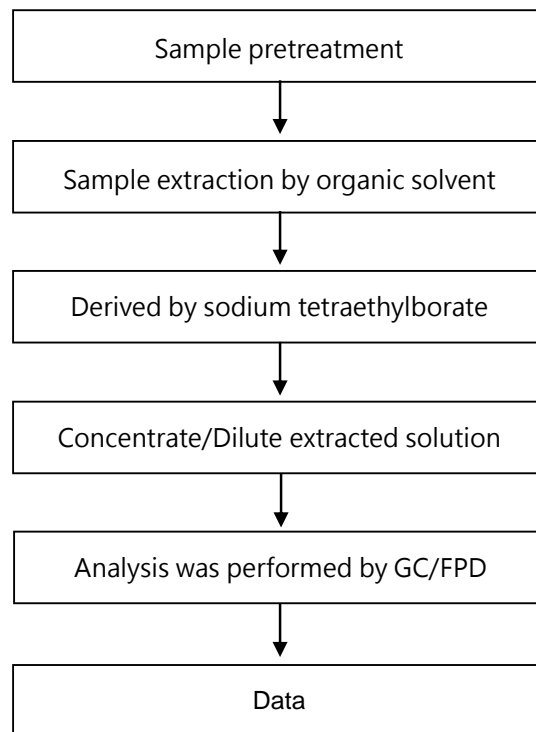 Sample pretreatment
Sample extraction by organic solvent
Derived by sodium tetraethylborate
Concentrate/Dilute extracted solution
Analysis was performed by GC/FPD
Data